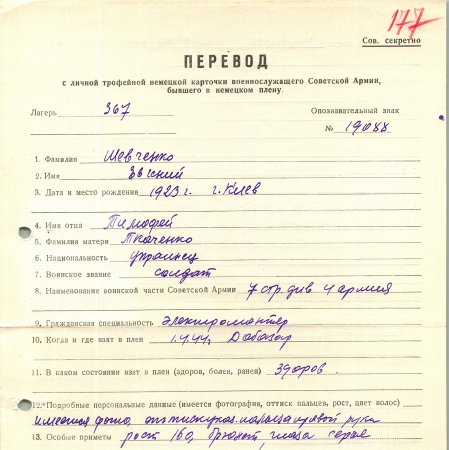 177
Сов. секретно
ПЕРЕВОД
с личной трофейной немецкой карточки военнослужащего Советской Армии,
бывшего в немецком плену.
Лагерь 367 Опознавательный знак
№ 19088
1. Фамилия Шевченко
2. Имя Евгений
3. Дата и место рождения 1923г. г. Киев
4. Имя отца Тимофей
5. Фамилия матери Ткаченко
6. Национальность украинец
7. Воинское звание солдат
8. Наименование воинской части Советской Армии 7 стр. див 4 армия
9. Гражданская специальность электромонтер
10. Когда и где взят в плен 1.4.44г.
11. В каком состоянии взят в плен (здоров, болен, ранен) здоров.
12.*Подробные персональные данные (имеется фотография, оттиск пальцев, рост, цвет волос)
имеются фото, оттиск указ. пальца правой руки
13. Особые приметы рост 160, брюнет, глаза серые